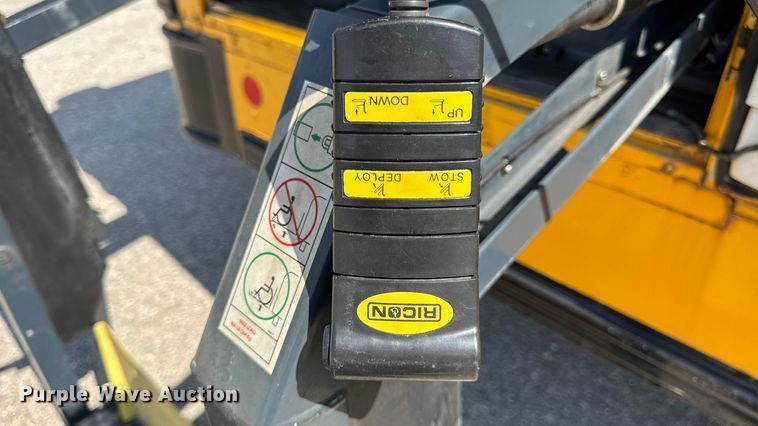 UP
DOWN
STOW
DEPLOY
RICON
Purple Wave Auction